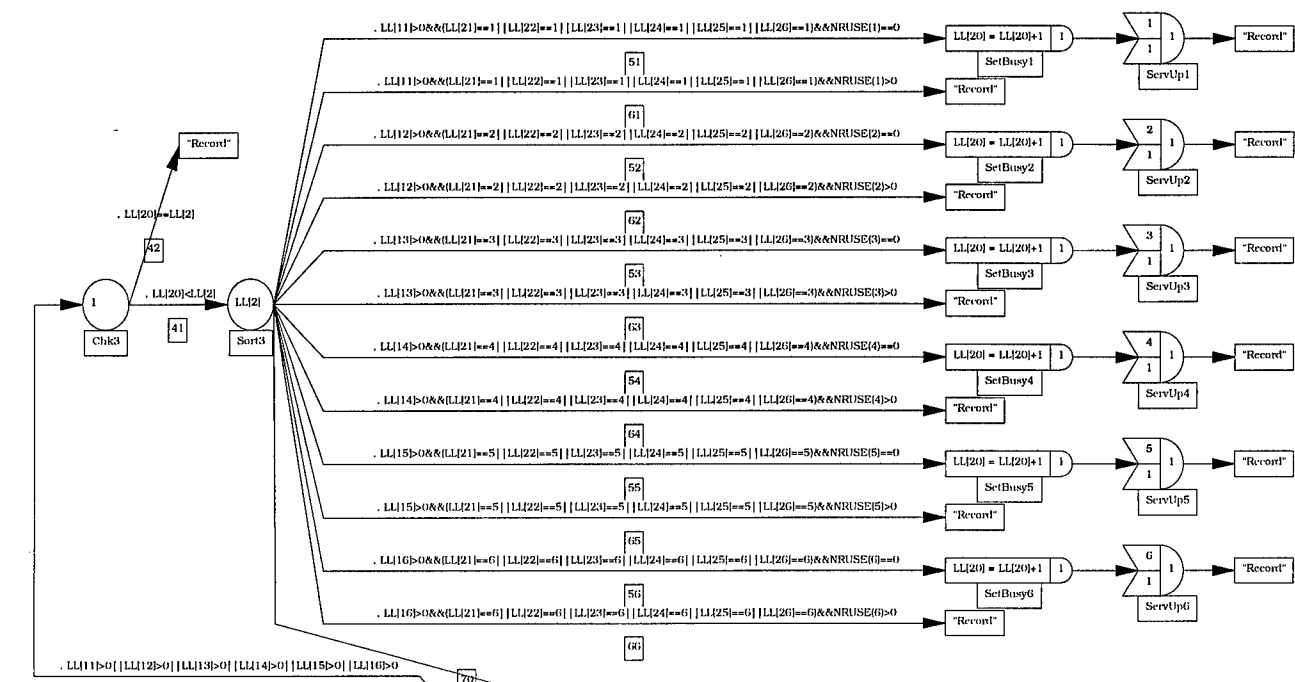 , LL[11]>0&&(LL[21]==1||LL[22]==1||LL[23]==1||LL[24]==1||LL[25]==1||LL[26]==1)&&NRUSE(1)==0
LL[20] = LL[20]+1 1
1
1
1
"Record"
51
SetBusy1
ServUp1
, LL[11]>0&&(LL[21]==1||LL[22]==1||LL[23]==1||LL[24]==1||LL[25]==1||LL[26]==1)&&NRUSE(1)>0
"Record"
61
, LL[12]>0&&(LL[21]==2||LL[22]==2||LL[23]==2||LL[24]==2||LL[25]==2||LL[26]==2)&&NRUSE(2)==0
LL[20] = LL[20]+1 1
2
1
1
"Record"
"Record"
52
SetBusy2
ServUp2
, LL[12]>0&&(LL[21]==2||LL[22]==2||LL[23]==2||LL[24]==2||LL[25]==2||LL[26]==2)&&NRUSE(2)>0
"Record"
, LL[20]==LL[2]
62
42
, LL[13]>0&&(LL[21]==3||LL[22]==3||LL[23]==3||LL[24]==3||LL[25]==3||LL[26]==3)&&NRUSE(3)==0
LL[20] = LL[20]+1 1
3
1
1
"Record"
53
SetBusy3
ServUp3
, LL[20]<LL[2]
, LL[13]>0&&(LL[21]==3||LL[22]==3||LL[23]==3||LL[24]==3||LL[25]==3||LL[26]==3)&&NRUSE(3)>0
"Record"
1
LL[2]
Chk3
41
Sort3
63
, LL[14]>0&&(LL[21]==4||LL[22]==4||LL[23]==4||LL[24]==4||LL[25]==4||LL[26]==4)&&NRUSE(4)==0
LL[20] = LL[20]+1 1
4
1
1
"Record"
54
SetBusy4
ServUp4
, LL[14]>0&&(LL[21]==4||LL[22]==4||LL[23]==4||LL[24]==4||LL[25]==4||LL[26]==4)&&NRUSE(4)>0
"Record"
64
, LL[15]>0&&(LL[21]==5||LL[22]==5||LL[23]==5||LL[24]==5||LL[25]==5||LL[26]==5)&&NRUSE(5)==0
LL[20] = LL[20]+1 1
5
1
1
"Record"
55
SetBusy5
ServUp5
, LL[15]>0&&(LL[21]==5||LL[22]==5||LL[23]==5||LL[24]==5||LL[25]==5||LL[26]==5)&&NRUSE(5)>0
"Record"
65
, LL[16]>0&&(LL[21]==6||LL[22]==6||LL[23]==6||LL[24]==6||LL[25]==6||LL[26]==6)&&NRUSE(6)==0
LL[20] = LL[20]+1 1
6
1
1
"Record"
56
SetBusy6
ServUp6
, LL[16]>0&&(LL[21]==6||LL[22]==6||LL[23]==6||LL[24]==6||LL[25]==6||LL[26]==6)&&NRUSE(6)>0
"Record"
66
, LL[11]>0||LL[12]>0||LL[13]>0||LL[14]>0||LL[15]>0||LL[16]>0
70